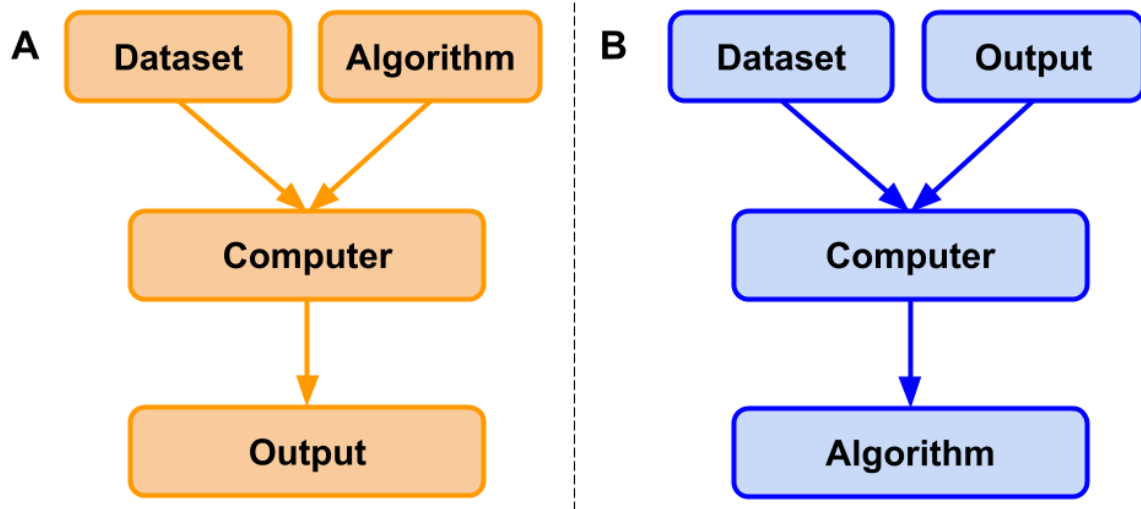 A
Dataset
Algorithm
Computer
Output
B
Dataset
Output
Computer
Algorithm